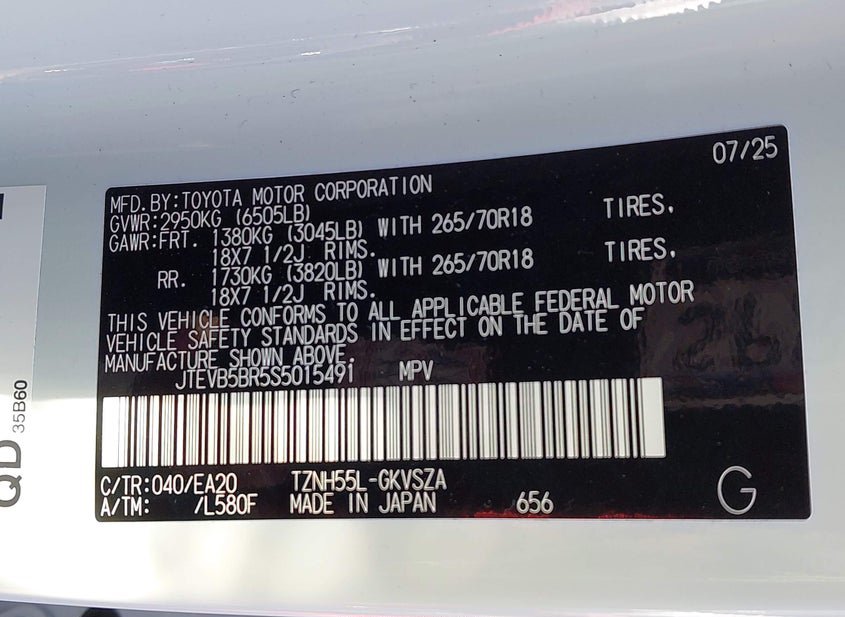 07/25
MFD.BY:TOYOTA MOTOR CORPORATION
GVWR:2950KG (6505LB)
GAWR:FRT. 1380KG (3045LB) WITH 265/70R18 TIRES.
18X7 1/2J RIMS.
RR. 1730KG (3820LB) WITH 265/70R18 TIRES.
18X7 1/2J RIMS.
THIS VEHICLE CONFORMS TO ALL APPLICABLE FEDERAL MOTOR
VEHICLE SAFETY STANDARDS IN EFFECT ON THE DATE OF
MANUFACTURE SHOWN ABOVE.
JTEVB5BR5S5015491 MPV
C/TR:040/EA20 TZNH55L-GKVSZA
A/TM: /L580F MADE IN JAPAN 656
G
QD
35B60